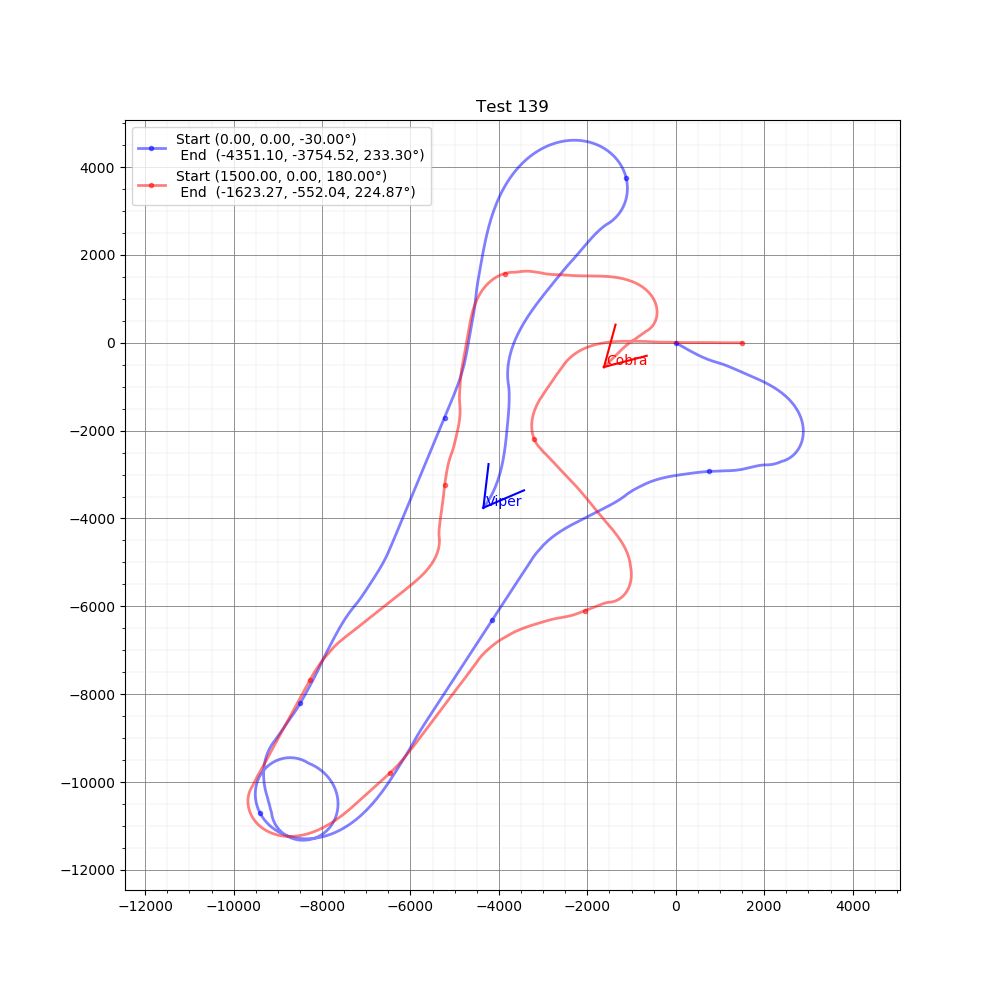 Test 139
Start (0.00, 0.00, -30.00°)
End (-4351.10, -3754.52, 233.30°)
Start (1500.00, 0.00, 180.00°)
End (-1623.27, -552.04, 224.87°)
4000
2000
0
−2000
−4000
−6000
−8000
−10000
−12000
Cobra
Viper
−12000 −10000 −8000 −6000 −4000 −2000 0 2000 4000